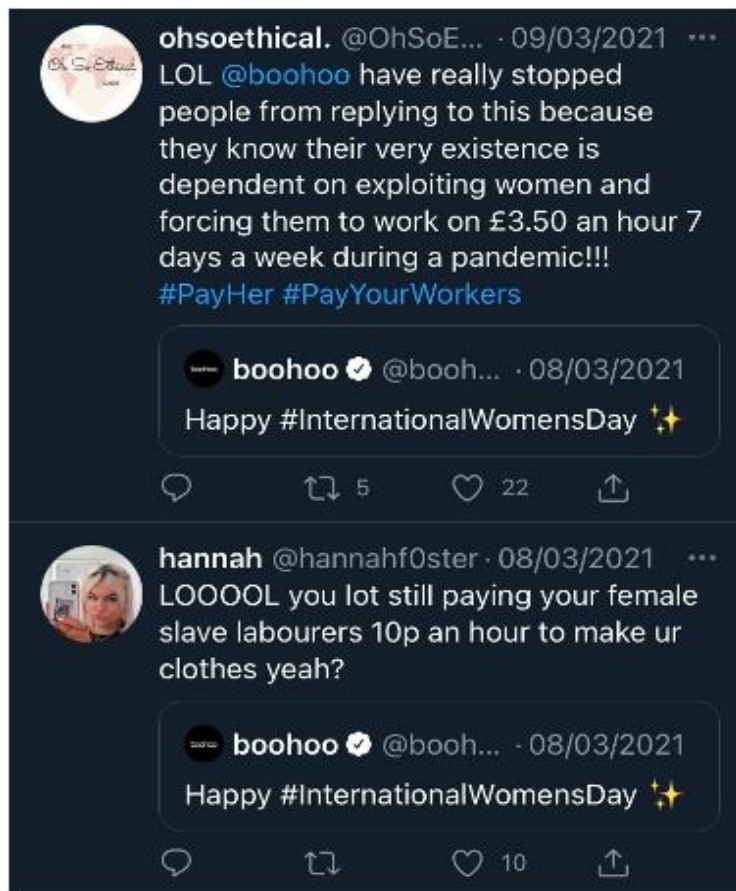 ohsoethical. @OhSoE... · 09/03/2021 ...
LOL @boohoo have really stopped
people from replying to this because
they know their very existence is
dependent on exploiting women and
forcing them to work on £3.50 an hour 7
days a week during a pandemic!!!
#PayHer #PayYourWorkers
boohoo @booh... · 08/03/2021
Happy #InternationalWomensDay ✨
5 22
hannah @hannahf0ster · 08/03/2021 ...
LOOOOL you lot still paying your female
slave labourers 10p an hour to make ur
clothes yeah?
boohoo @booh... · 08/03/2021
Happy #InternationalWomensDay ✨
10